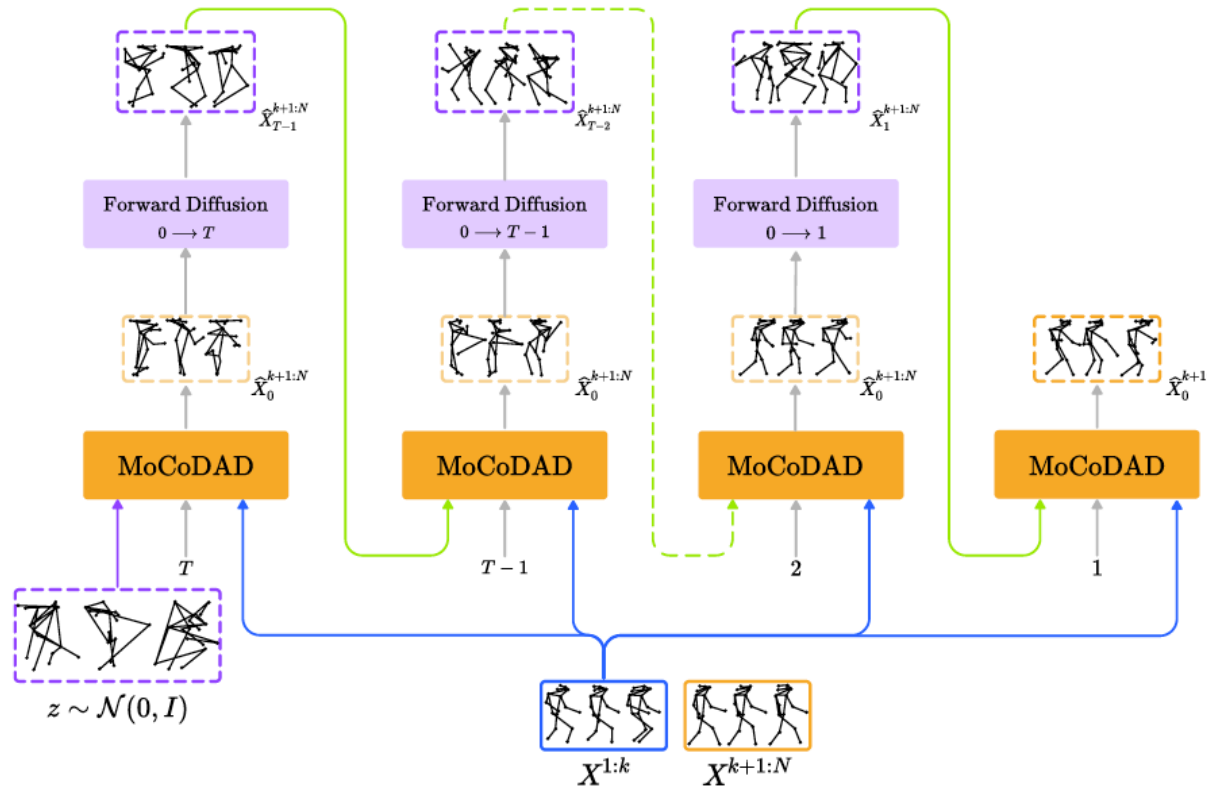 X̂_{T-1}^{k+1:N}
X̂_{T-2}^{k+1:N}
X̂_1^{k+1:N}
Forward Diffusion
0 ⟶ T
Forward Diffusion
0 ⟶ T − 1
Forward Diffusion
0 ⟶ 1
X̂_0^{k+1:N}
X̂_0^{k+1:N}
X̂_0^{k+1:N}
X̂_0^{k+1}
MoCoDAD
MoCoDAD
MoCoDAD
MoCoDAD
T
T − 1
2
1
z ∼ 𝒩(0, I)
X^{1:k}
X^{k+1:N}